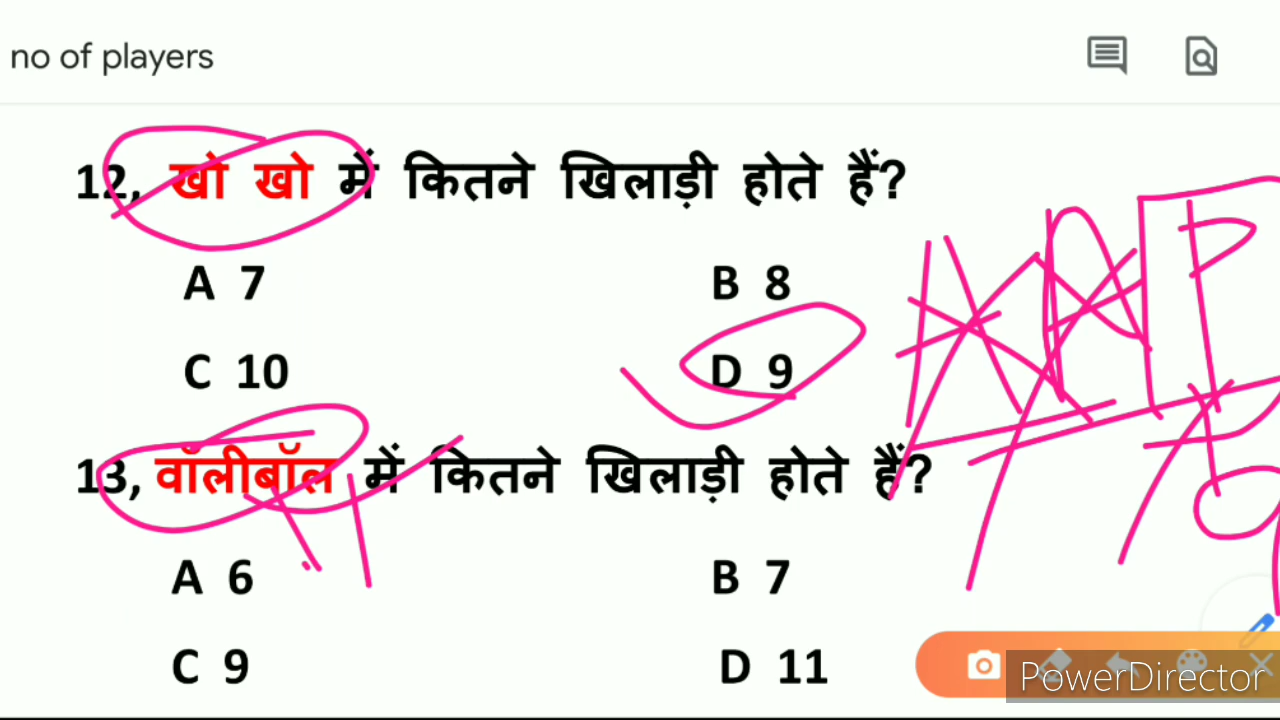 no of players
12, खो खो में कितने खिलाड़ी होते हैं?
A 7 B 8
C 10 D 9
13, वॉलीबॉल में कितने खिलाड़ी होते हैं?
A 6 B 7
C 9 D 11
PowerDirector